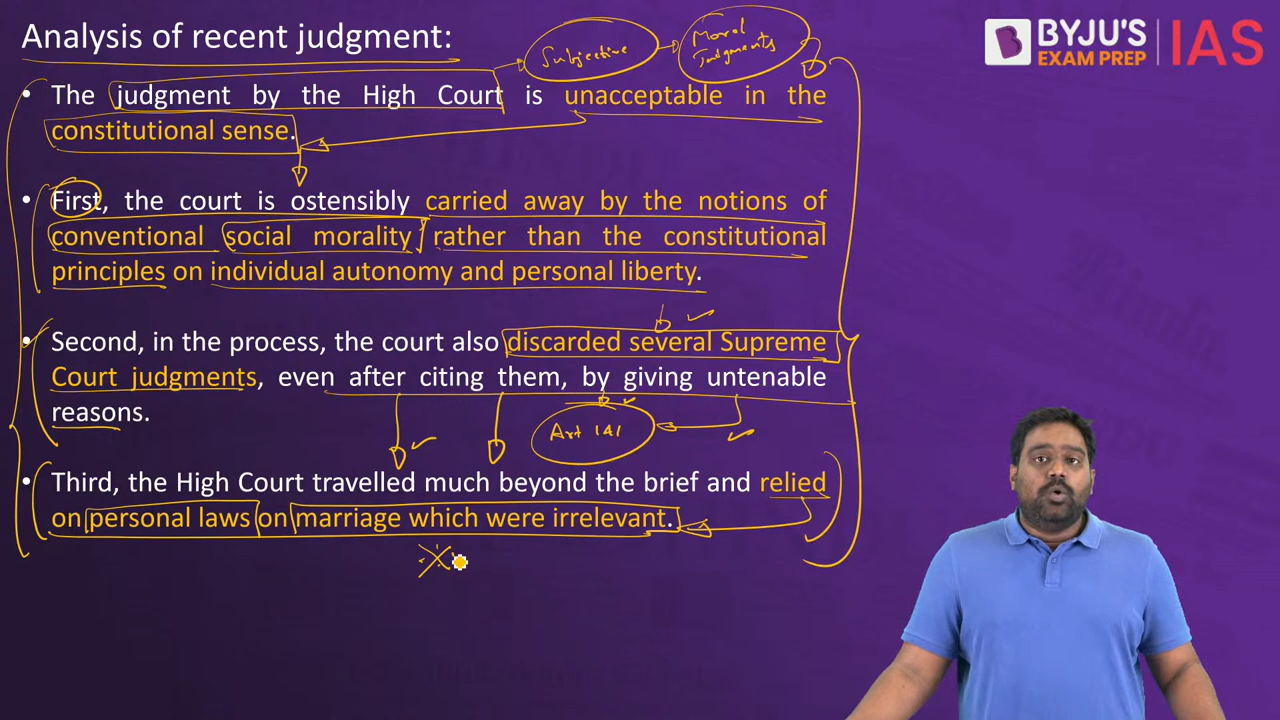 Analysis of recent judgment:
Subjective
Moral
judgments
BYJU'S
EXAM PREP
IAS
• The judgment by the High Court is unacceptable in the
constitutional sense.
• First, the court is ostensibly carried away by the notions of
conventional social morality rather than the constitutional
principles on individual autonomy and personal liberty.
• Second, in the process, the court also discarded several Supreme
Court judgments, even after citing them, by giving untenable
reasons.
Art 141
• Third, the High Court travelled much beyond the brief and relied
on personal laws on marriage which were irrelevant.